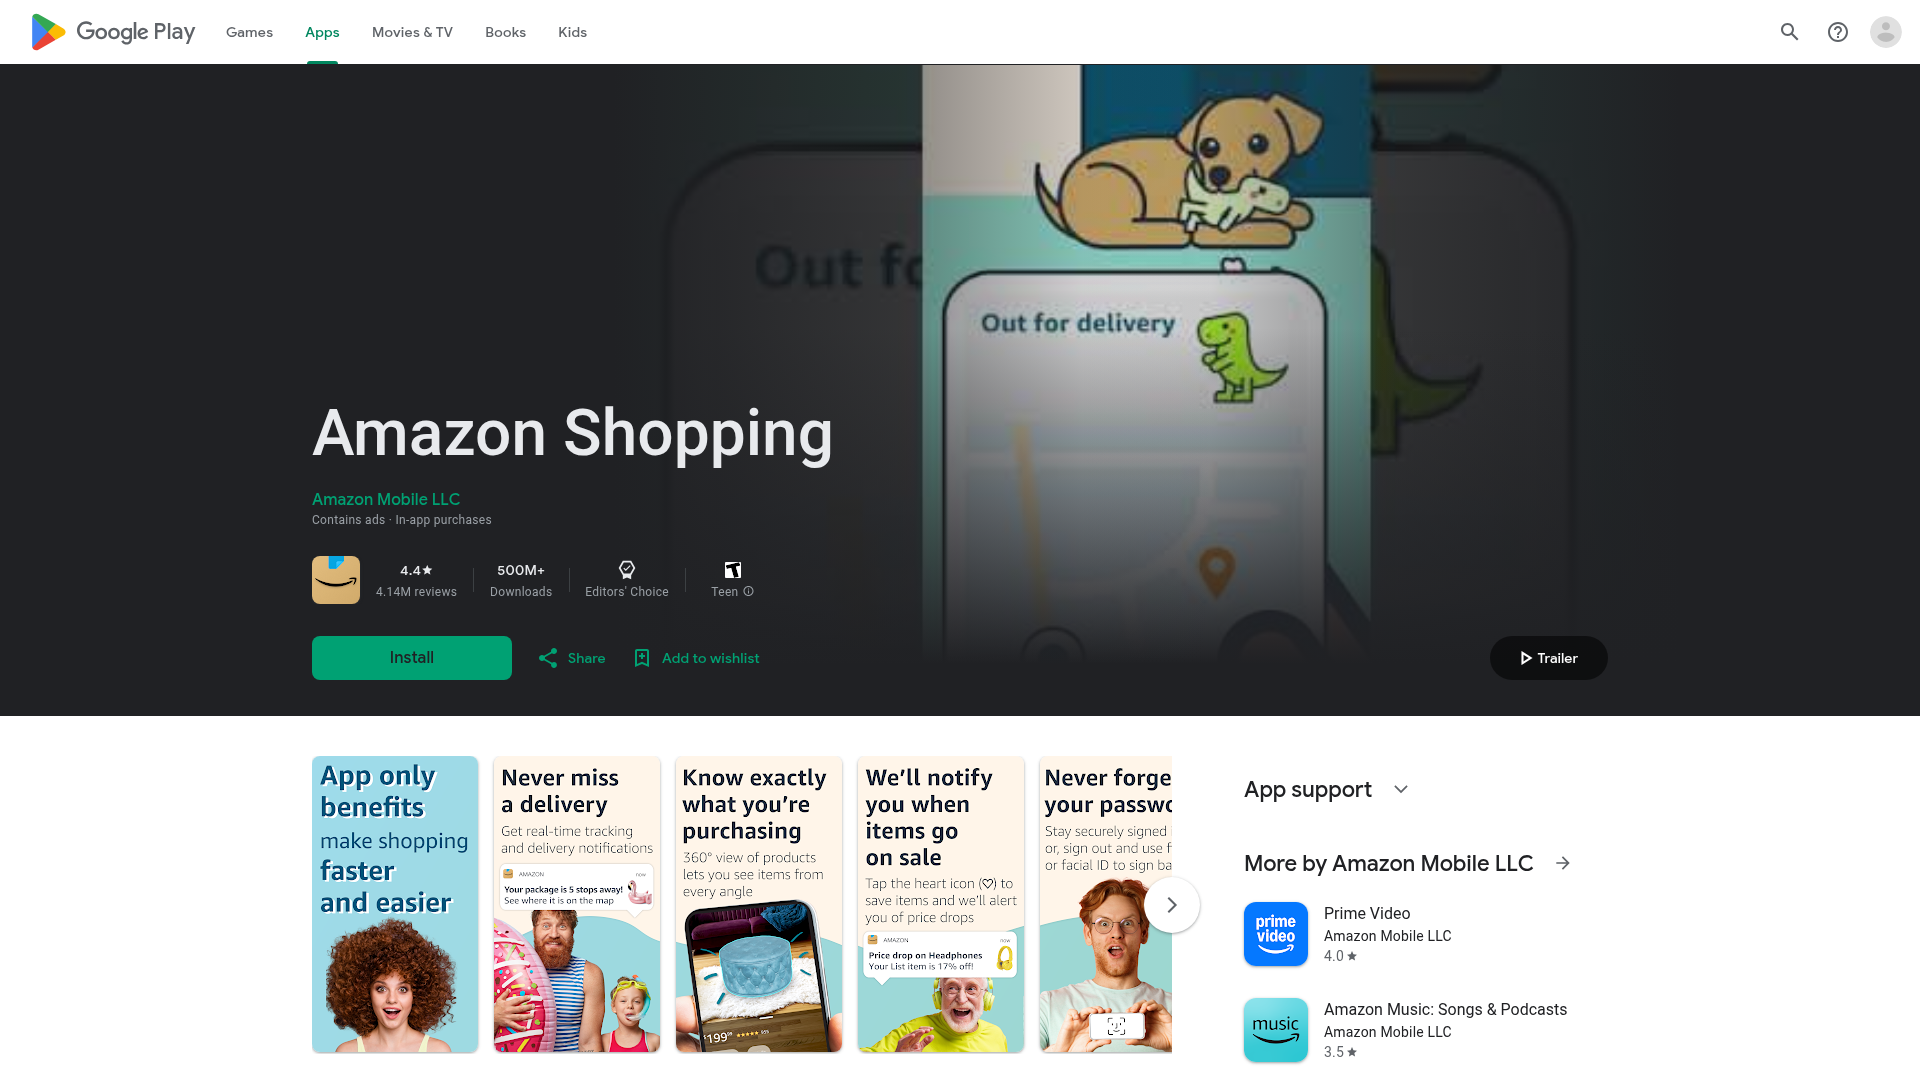 Google Play
Games
Apps
Movies & TV
Books
Kids
Out for delivery
Amazon Shopping
Amazon Mobile LLC
Contains ads · In-app purchases
4.4★
4.14M reviews
500M+
Downloads
Editors' Choice
Teen
Install
Share
Add to wishlist
Trailer
App only
benefits
make shopping
faster
and easier
Never miss
a delivery
Get real-time tracking
and delivery notifications
AMAZON
now
Your package is 5 stops away!
See where it is on the map
Know exactly
what you're
purchasing
360° view of products
lets you see items from
every angle
$199
We'll notify
you when
items go
on sale
Tap the heart icon (♡) to
save items and we'll alert
you of price drops
AMAZON
now
Price drop on Headphones
Your List item is 17% off!
Never forge
your passwo
Stay securely signed
or, sign out and use f
or facial ID to sign ba
App support
More by Amazon Mobile LLC
prime
video
Prime Video
Amazon Mobile LLC
4.0 ★
music
Amazon Music: Songs & Podcasts
Amazon Mobile LLC
3.5 ★